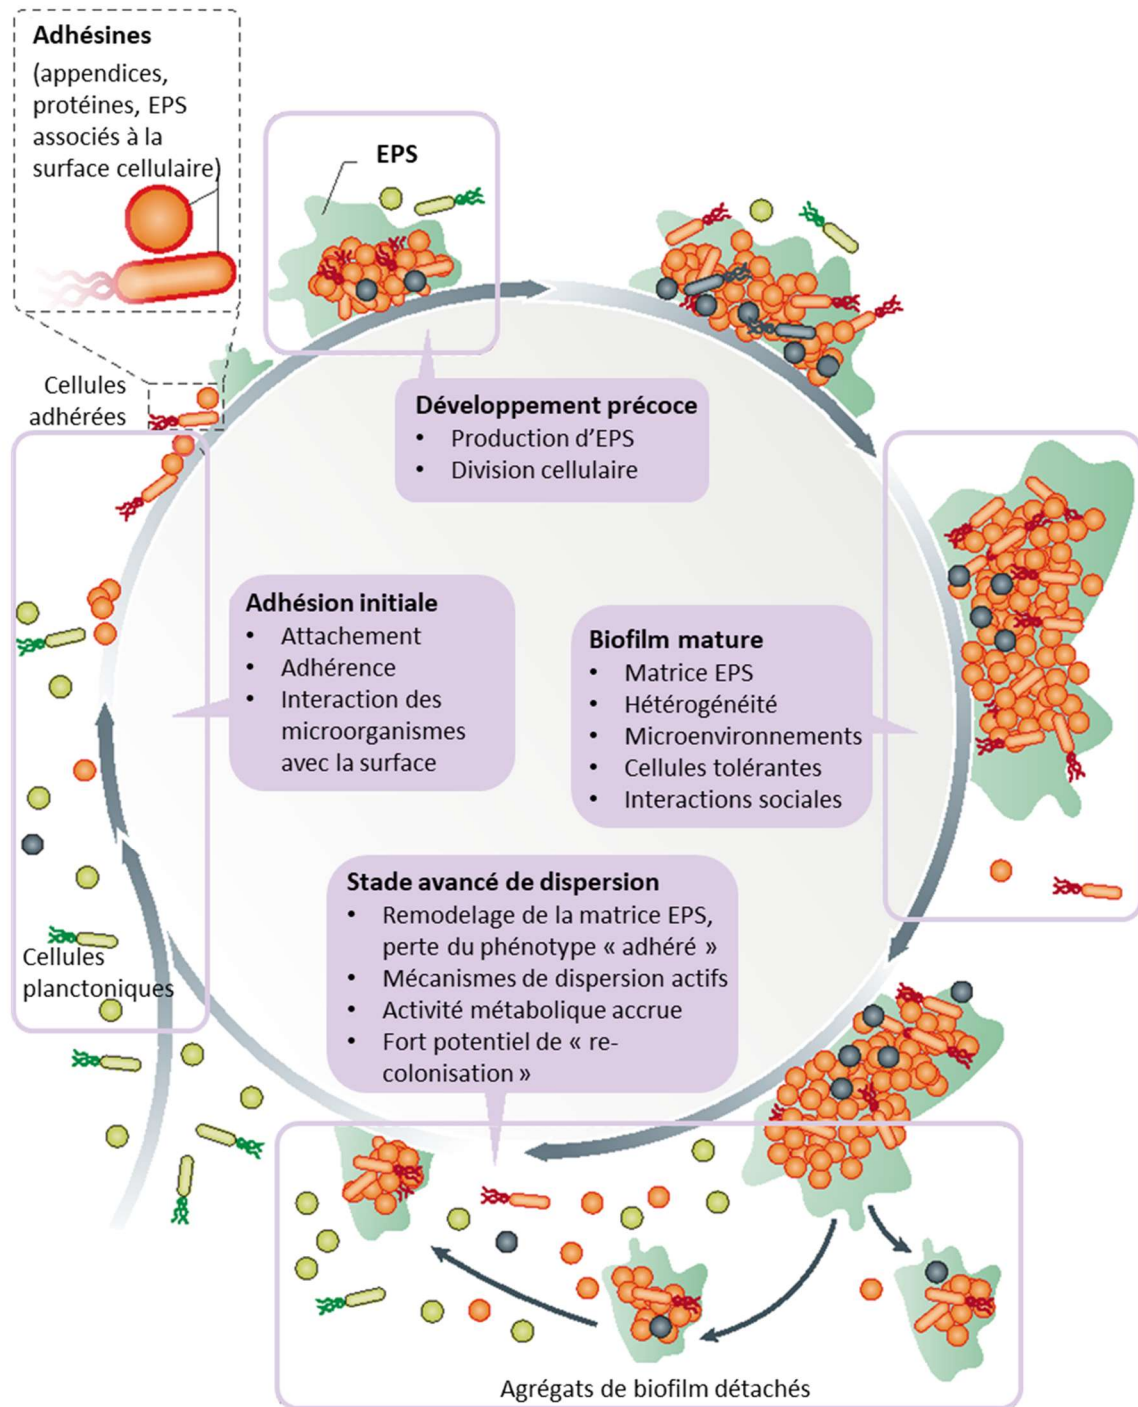 Adhésines
(appendices,
protéines, EPS
associés à la
surface cellulaire)
EPS
Cellules
adhérées
Développement précoce
• Production d’EPS
• Division cellulaire
Adhésion initiale
• Attachement
• Adhérence
• Interaction des
microorganismes
avec la surface
Biofilm mature
• Matrice EPS
• Hétérogénéité
• Microenvironnements
• Cellules tolérantes
• Interactions sociales
Stade avancé de dispersion
• Remodelage de la matrice EPS,
perte du phénotype « adhéré »
• Mécanismes de dispersion actifs
• Activité métabolique accrue
• Fort potentiel de « re-
colonisation »
Cellules
planctoniques
Agrégats de biofilm détachés